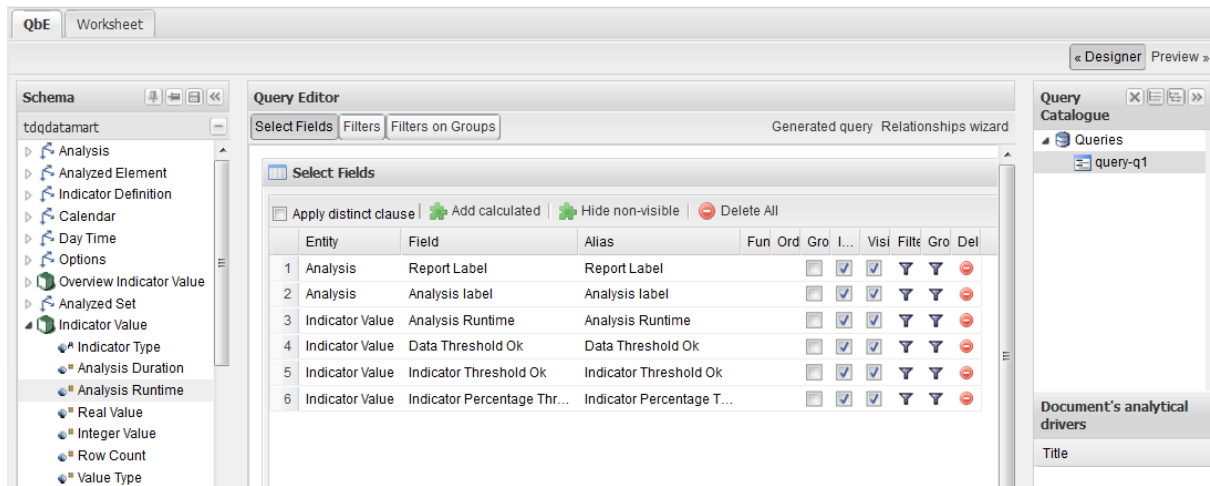 QbE Worksheet
« Designer Preview »
Schema
tdqdatamart
Analysis
Analyzed Element
Indicator Definition
Calendar
Day Time
Options
Overview Indicator Value
Analyzed Set
Indicator Value
Indicator Type
Analysis Duration
Analysis Runtime
Real Value
Integer Value
Row Count
Value Type
Query Editor
Select Fields Filters Filters on Groups Generated query Relationships wizard
Select Fields
Apply distinct clause Add calculated Hide non-visible Delete All
Entity Field Alias Fun Ord Gro I... Visi Filte Gro Del
1 Analysis Report Label Report Label
2 Analysis Analysis label Analysis label
3 Indicator Value Analysis Runtime Analysis Runtime
4 Indicator Value Data Threshold Ok Data Threshold Ok
5 Indicator Value Indicator Threshold Ok Indicator Threshold Ok
6 Indicator Value Indicator Percentage Thr... Indicator Percentage T...
Query
Catalogue
Queries
query-q1
Document's analytical
drivers
Title